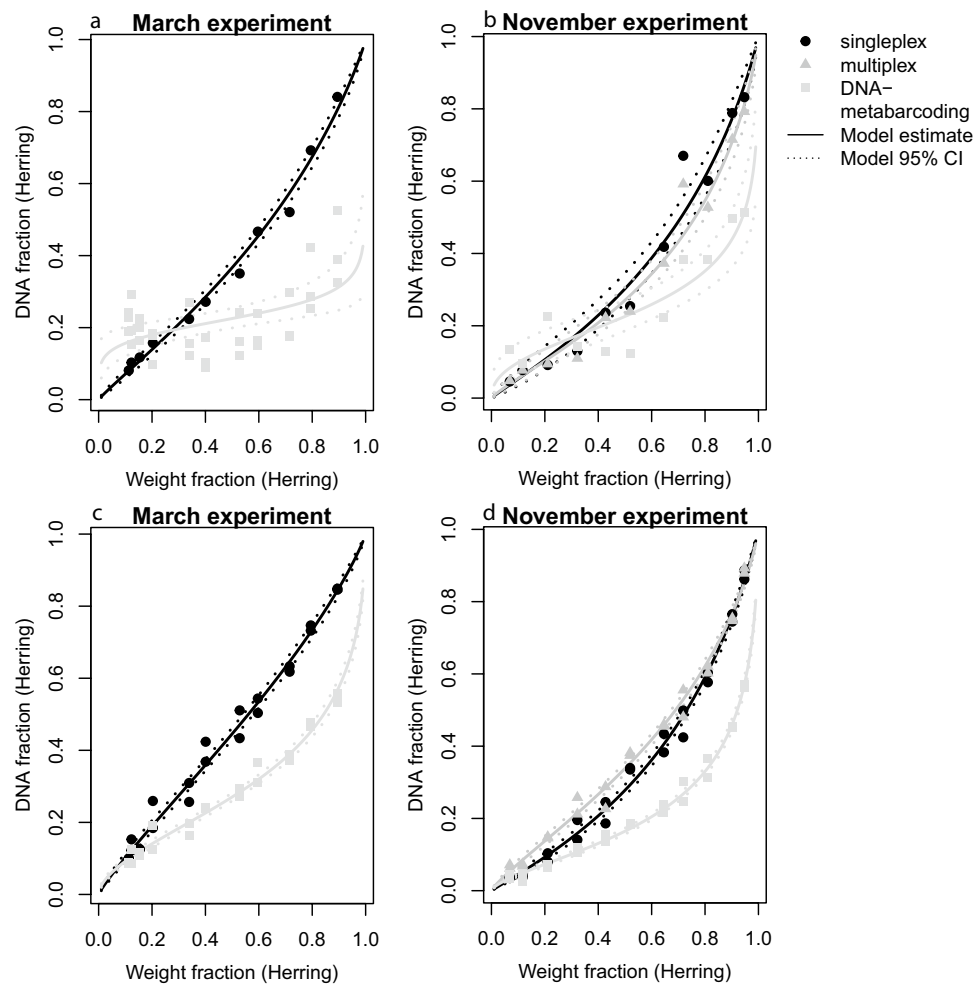 a March experiment
DNA fraction (Herring)
1.0
0.8
0.6
0.4
0.2
0.0
0.0 0.2 0.4 0.6 0.8 1.0
Weight fraction (Herring)
b November experiment
DNA fraction (Herring)
1.0
0.8
0.6
0.4
0.2
0.0
0.0 0.2 0.4 0.6 0.8 1.0
Weight fraction (Herring)
singleplex
multiplex
DNA−
metabarcoding
Model estimate
Model 95% CI
c March experiment
DNA fraction (Herring)
1.0
0.8
0.6
0.4
0.2
0.0
0.0 0.2 0.4 0.6 0.8 1.0
Weight fraction (Herring)
d November experiment
DNA fraction (Herring)
1.0
0.8
0.6
0.4
0.2
0.0
0.0 0.2 0.4 0.6 0.8 1.0
Weight fraction (Herring)